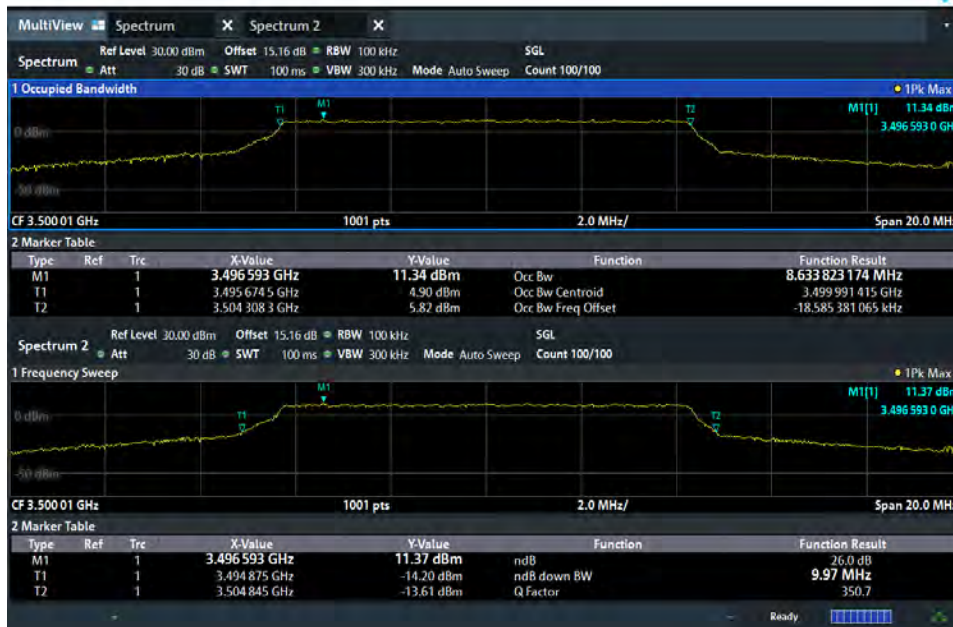 MultiView Spectrum X Spectrum 2 X
Spectrum Ref Level 30.00 dBm Offset 15.16 dB RBW 100 kHz SGL
Att 30 dB SWT 100 ms VBW 300 kHz Mode Auto Sweep Count 100/100
1 Occupied Bandwidth 1Pk Max
T1 M1 T2 M1[1] 11.34 dBm
0 dBm 3.496 593 0 GH
-50 dBm
CF 3.500 01 GHz 1001 pts 2.0 MHz/ Span 20.0 MH
2 Marker Table
Type Ref Trc X-Value Y-Value Function Function Result
M1 1 3.496 593 GHz 11.34 dBm Occ Bw 8.633 823 174 MHz
T1 1 3.495 674 5 GHz 4.90 dBm Occ Bw Centroid 3.499 991 415 GHz
T2 1 3.504 308 3 GHz 5.82 dBm Occ Bw Freq Offset -18.585 381 065 kHz
Spectrum 2 Ref Level 30.00 dBm Offset 15.16 dB RBW 100 kHz SGL
Att 30 dB SWT 100 ms VBW 300 kHz Mode Auto Sweep Count 100/100
1 Frequency Sweep 1Pk Max
M1 M1[1] 11.37 dBm
0 dBm T1 T2 3.496 593 0 GH
-50 dBm
CF 3.500 01 GHz 1001 pts 2.0 MHz/ Span 20.0 MH
2 Marker Table
Type Ref Trc X-Value Y-Value Function Function Result
M1 1 3.496 593 GHz 11.37 dBm ndB 26.0 dB
T1 1 3.494 875 GHz -14.20 dBm ndB down BW 9.97 MHz
T2 1 3.504 845 GHz -13.61 dBm Q Factor 350.7
Ready